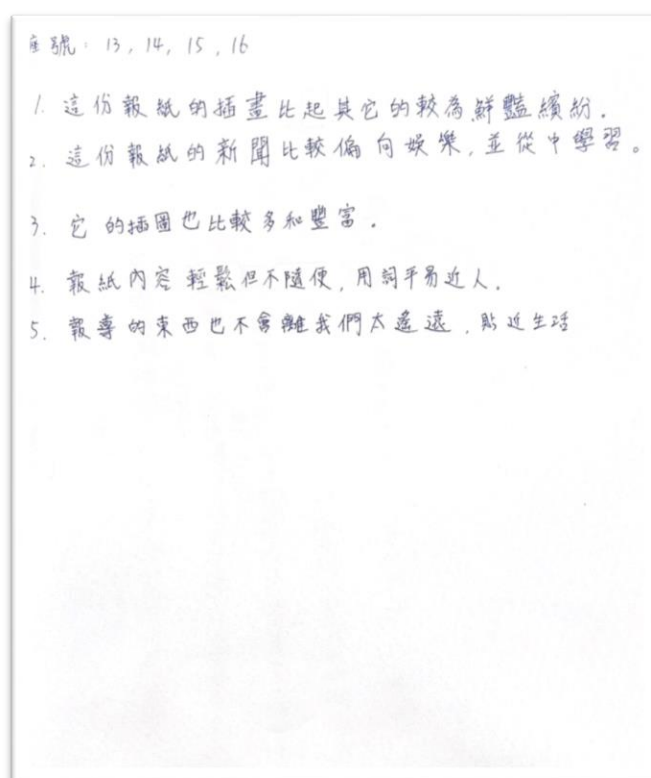 座號: 13, 14, 15, 16
1. 這份報紙的插畫比起其它的較為鮮豔繽紛.
2. 這份報紙的新聞比較偏向娛樂, 並從中學習。
3. 它的插圖也比較多和豐富.
4. 報紙內容輕鬆但不隨便, 用詞平易近人.
5. 報導的東西也不會離我們太遙遠, 貼近生活